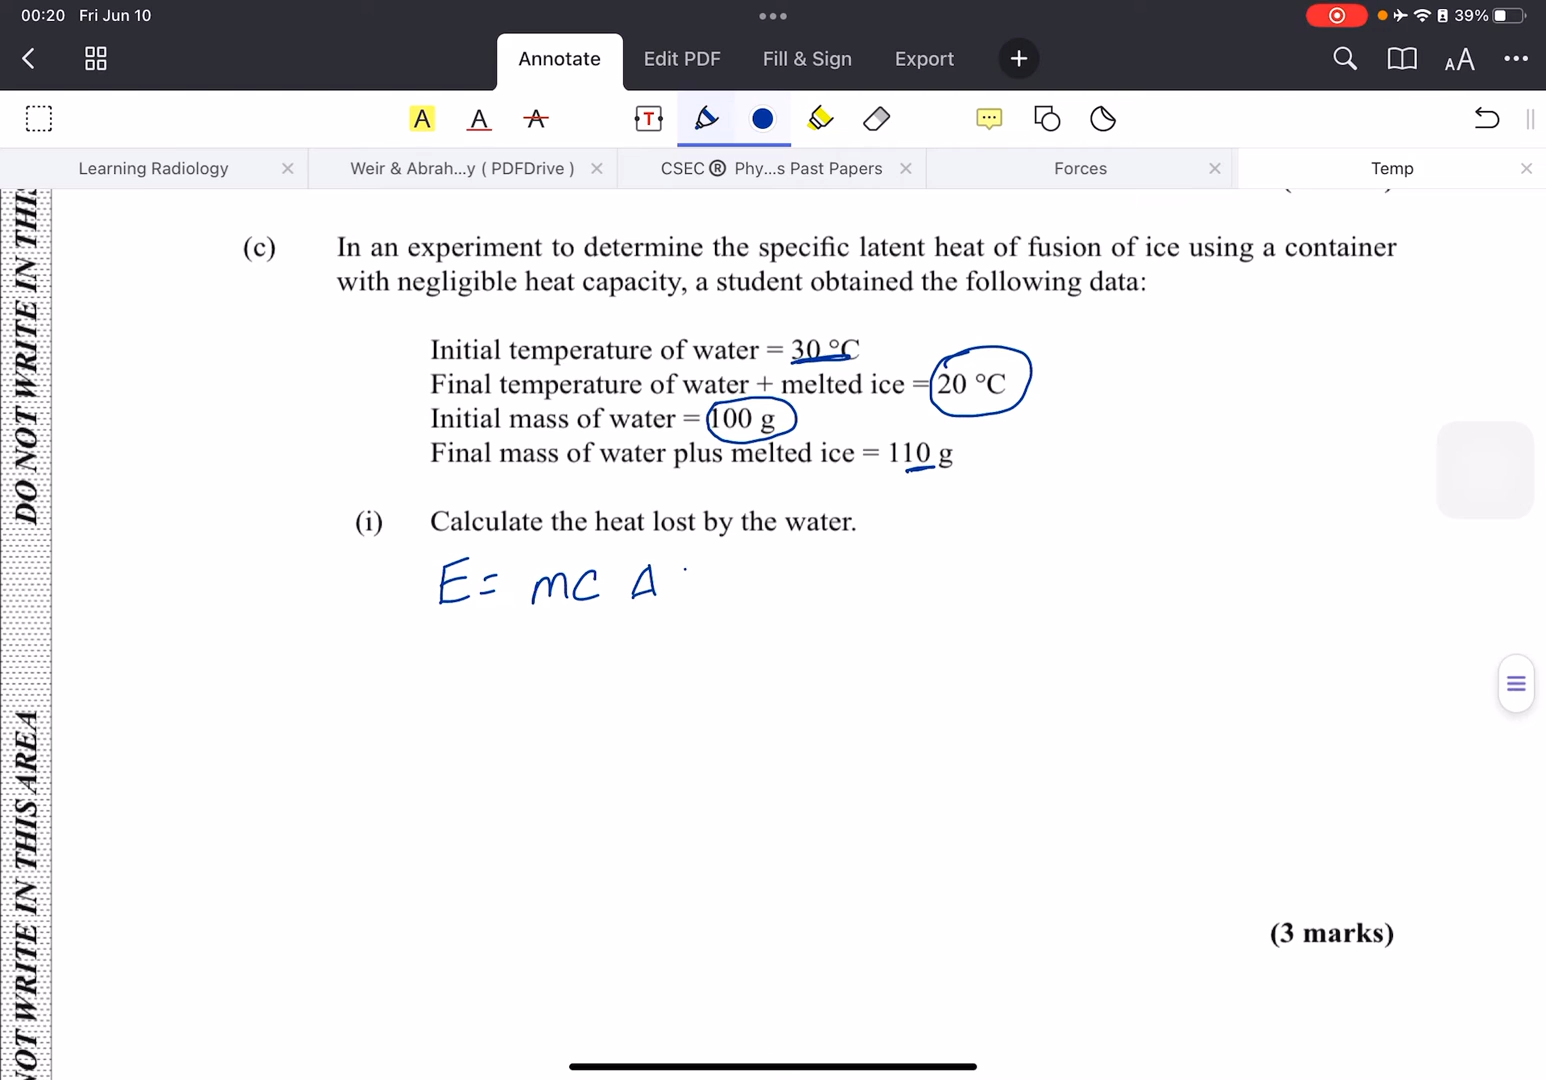 00:20 Fri Jun 10
39%
Annotate Edit PDF Fill & Sign Export
A A A T
Learning Radiology Weir & Abrah...y ( PDFDrive ) CSEC® Phy...s Past Papers Forces Temp
(c) In an experiment to determine the specific latent heat of fusion of ice using a container
with negligible heat capacity, a student obtained the following data:
Initial temperature of water = 30 °C
Final temperature of water + melted ice = 20 °C
Initial mass of water = 100 g
Final mass of water plus melted ice = 110 g
(i) Calculate the heat lost by the water.
E= mc Δ
(3 marks)
DO NOT WRITE IN THI
NOT WRITE IN THIS AREA